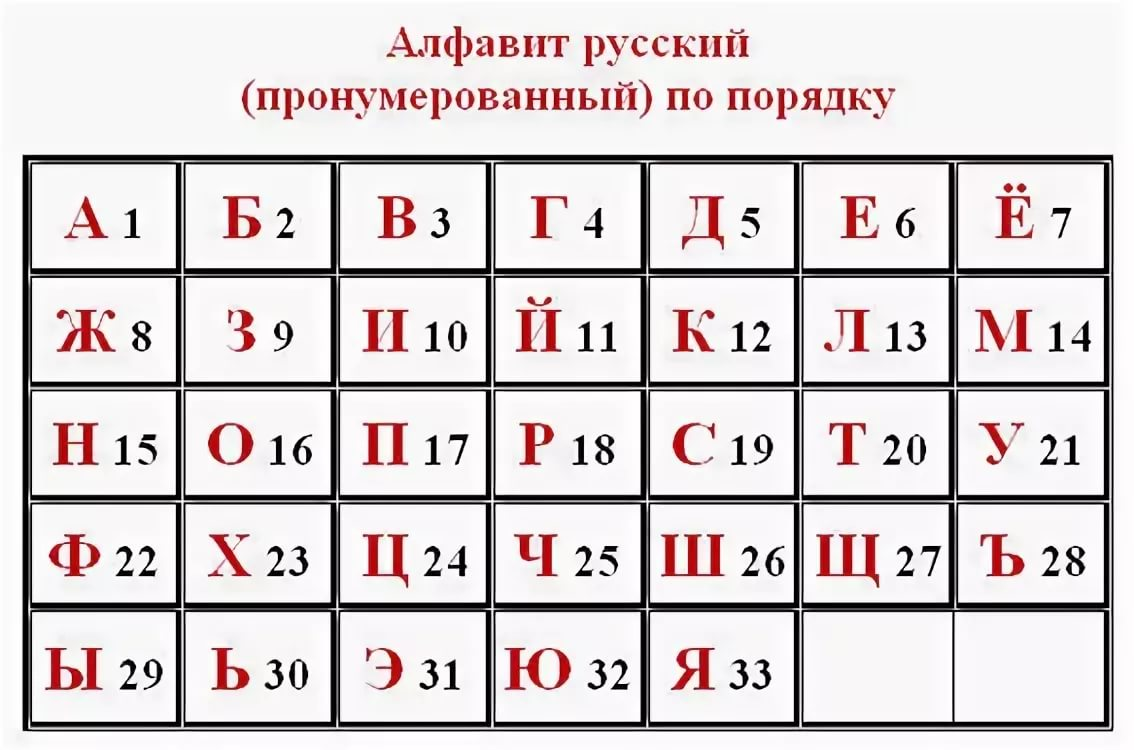 Алфавит русский
(пронумерованный) по порядку
А 1 Б 2 В 3 Г 4 Д 5 Е 6 Ё 7
Ж 8 З 9 И 10 Й 11 К 12 Л 13 М 14
Н 15 О 16 П 17 Р 18 С 19 Т 20 У 21
Ф 22 Х 23 Ц 24 Ч 25 Ш 26 Щ 27 Ъ 28
Ы 29 Ь 30 Э 31 Ю 32 Я 33